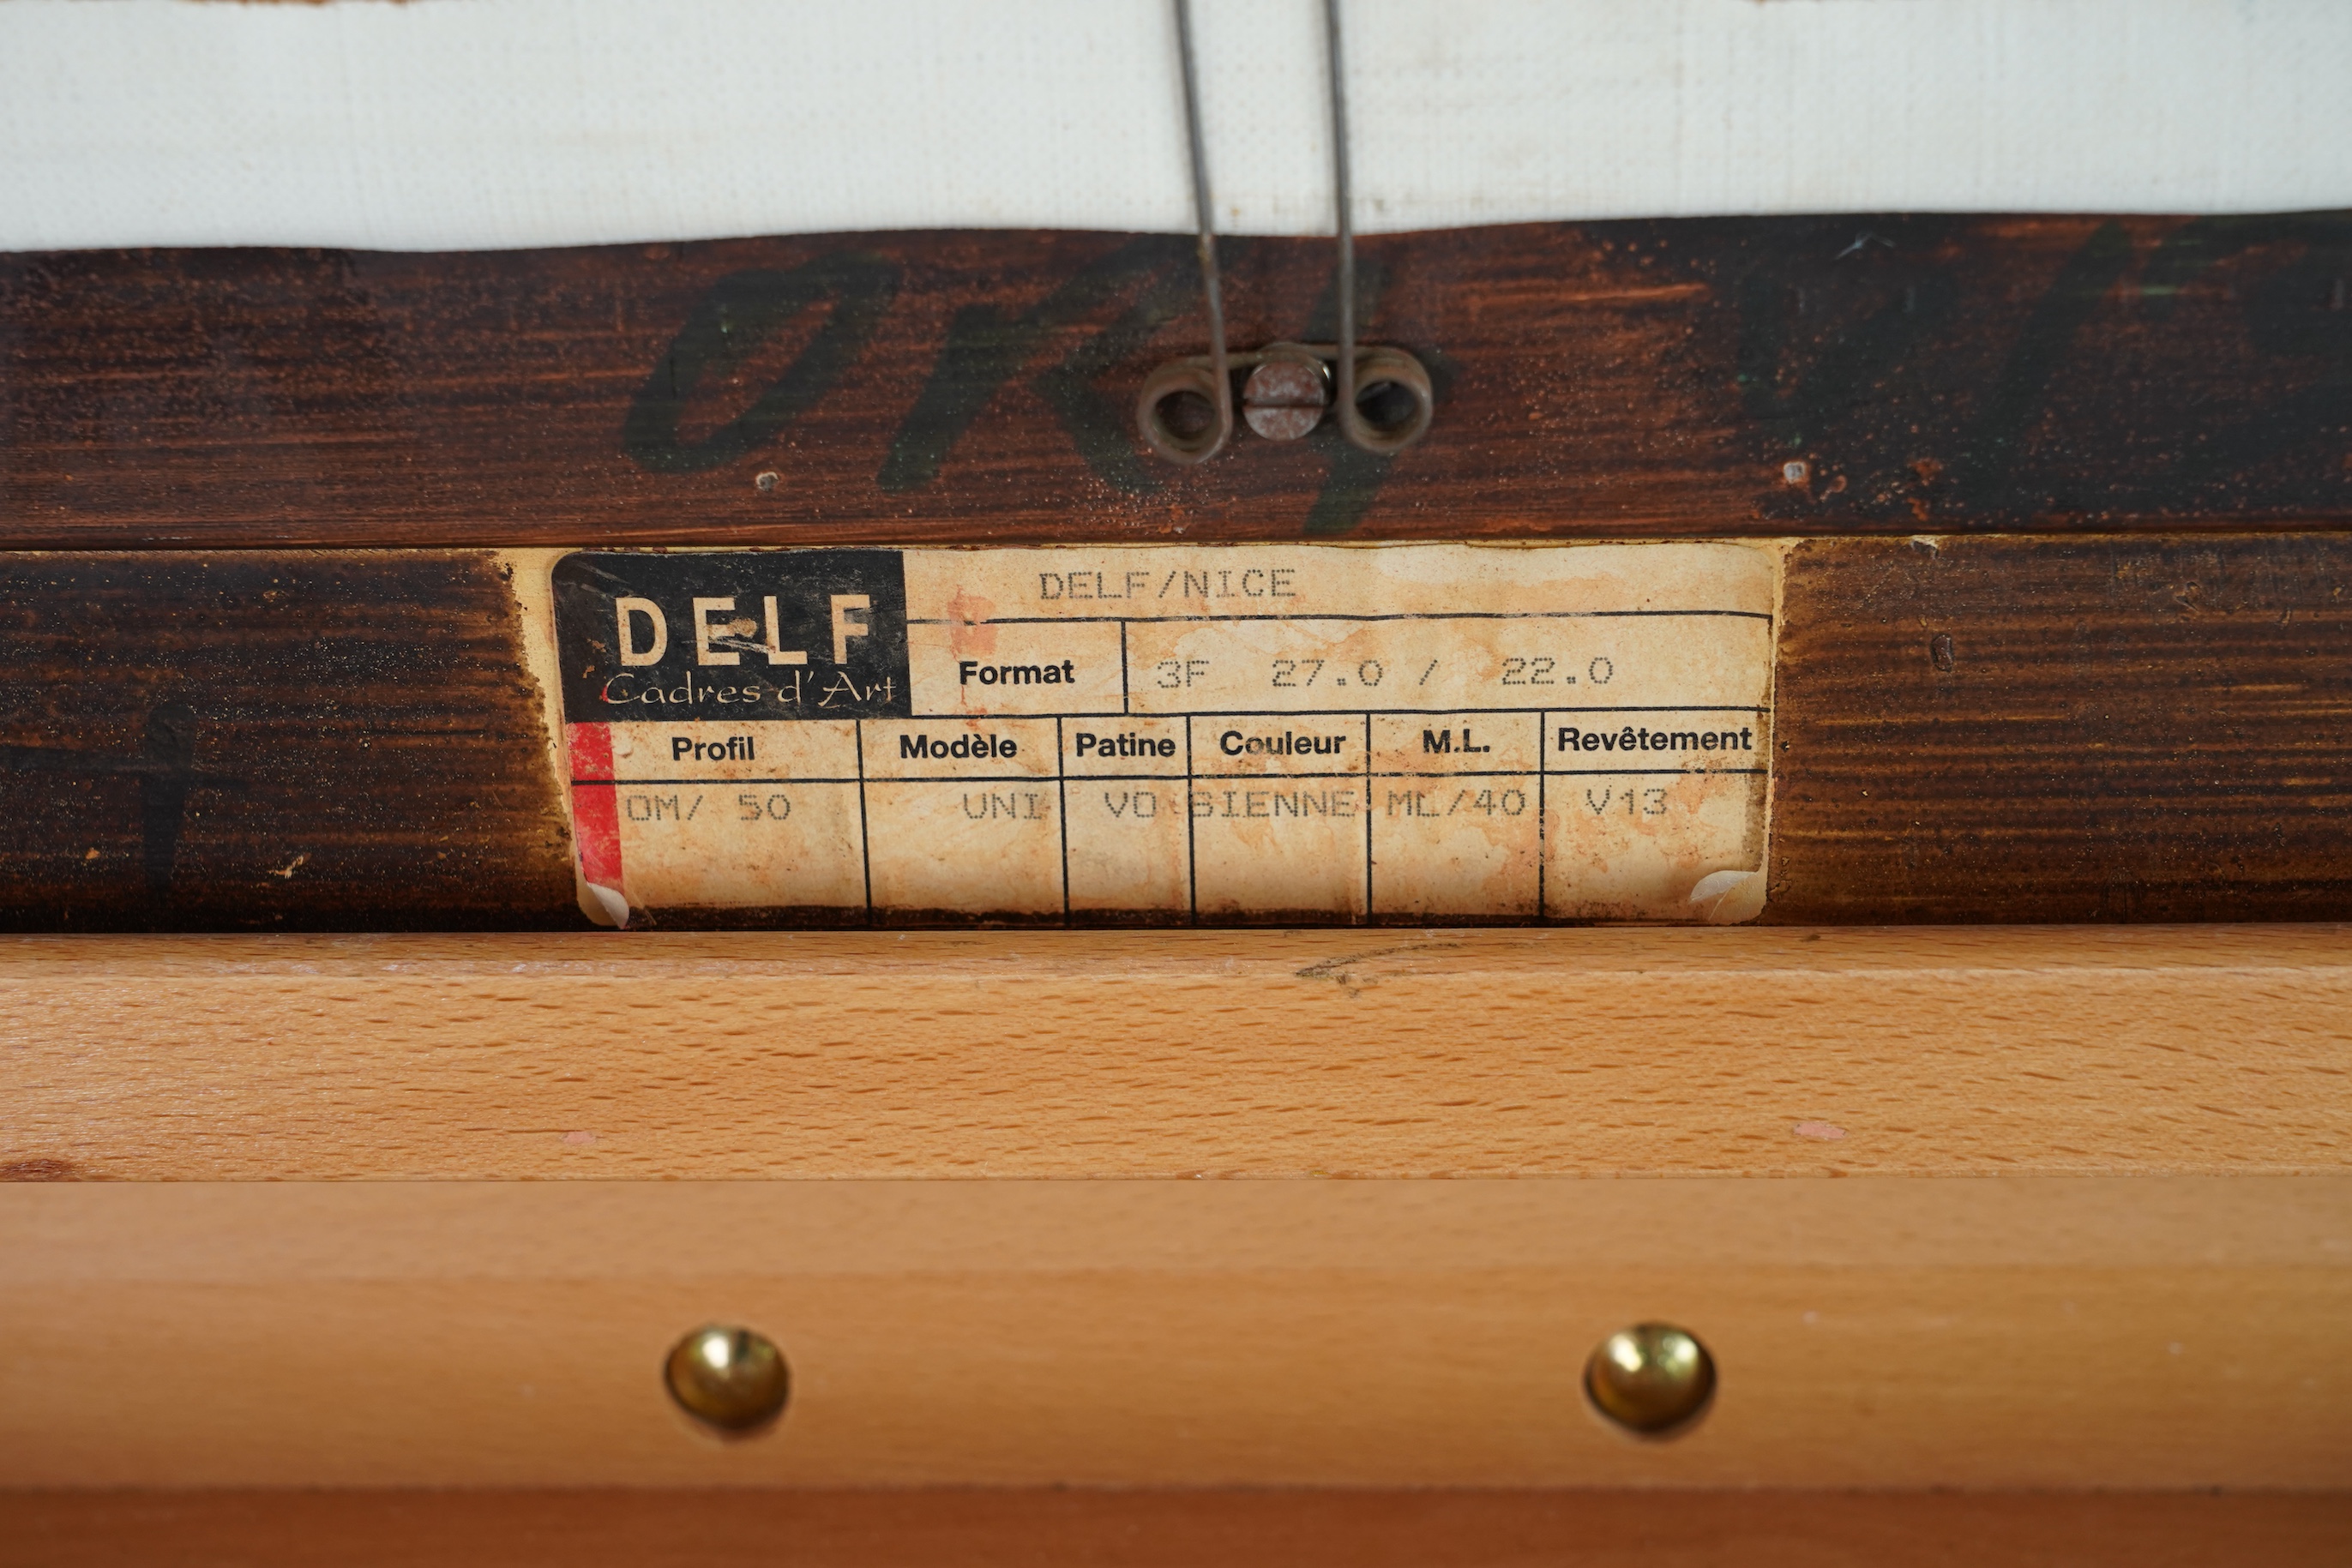 DELF/NICE
DELF
Cadres d'Art
Format 3F 27.0 / 22.0
Profil Modèle Patine Couleur M.L. Revêtement
OM/ 50 UNI VO SIENNE ML/40 V13